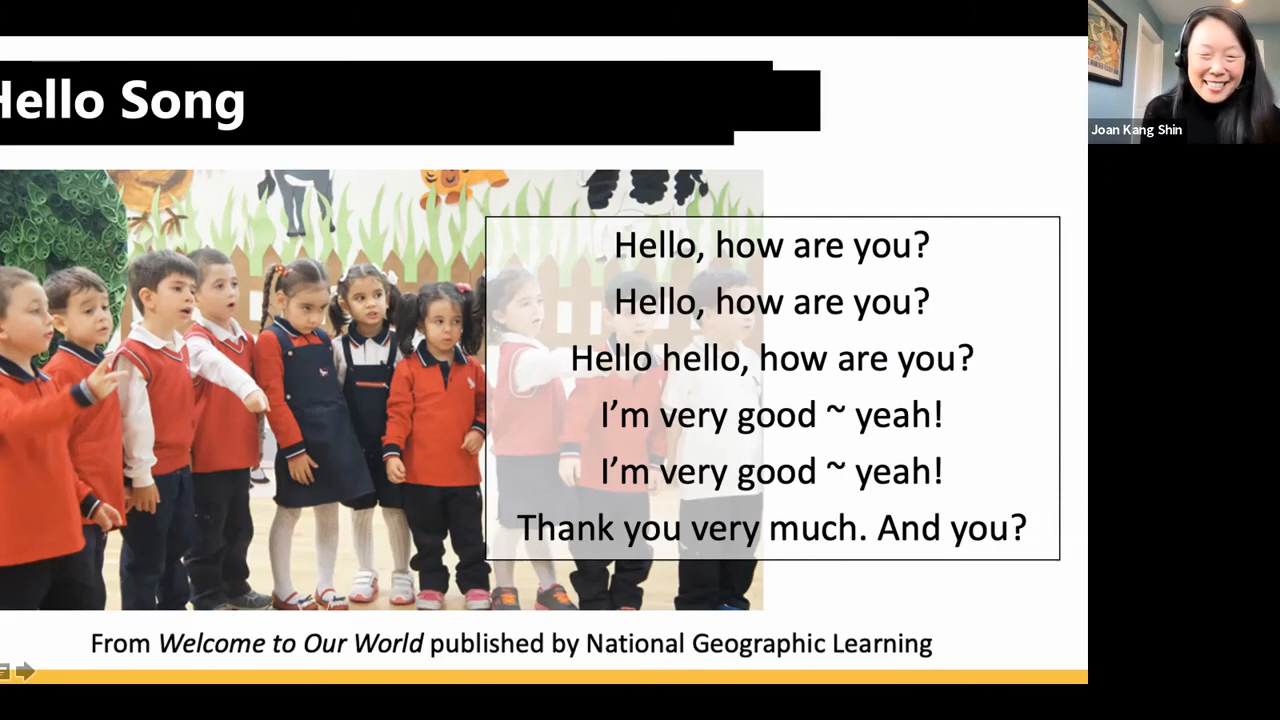 Hello Song
Joan Kang Shin
Hello, how are you?
Hello, how are you?
Hello hello, how are you?
I'm very good ~ yeah!
I'm very good ~ yeah!
Thank you very much. And you?
From Welcome to Our World published by National Geographic Learning